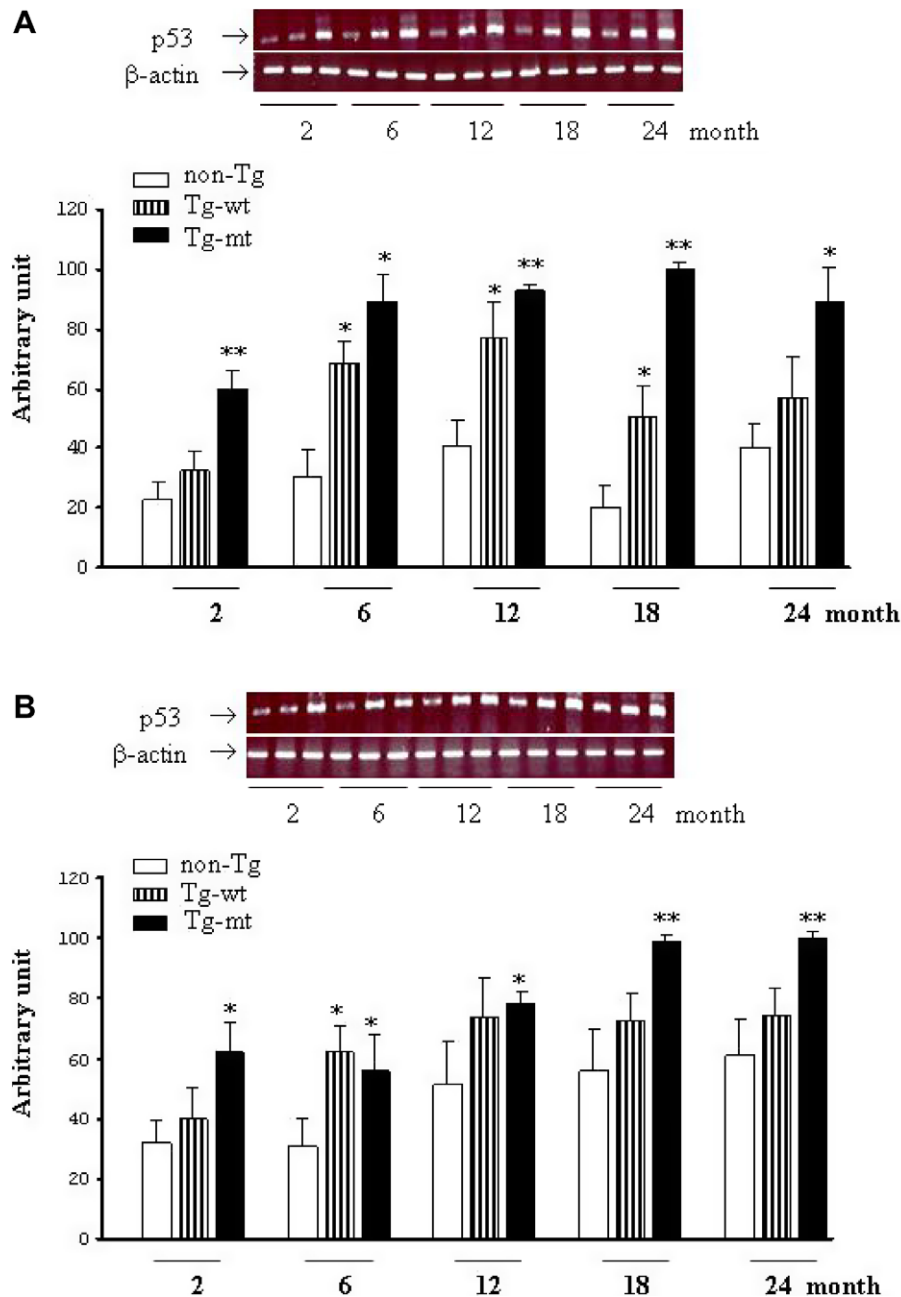 A
p53 →
β-actin →
2 6 12 18 24 month
non-Tg
Tg-wt
Tg-mt
Arbitrary unit
120
100
80
60
40
20
0
** * * * ** * ** *
2 6 12 18 24 month
B
p53 →
β-actin →
2 6 12 18 24 month
non-Tg
Tg-wt
Tg-mt
Arbitrary unit
120
100
80
60
40
20
0
* * * * ** **
2 6 12 18 24 month